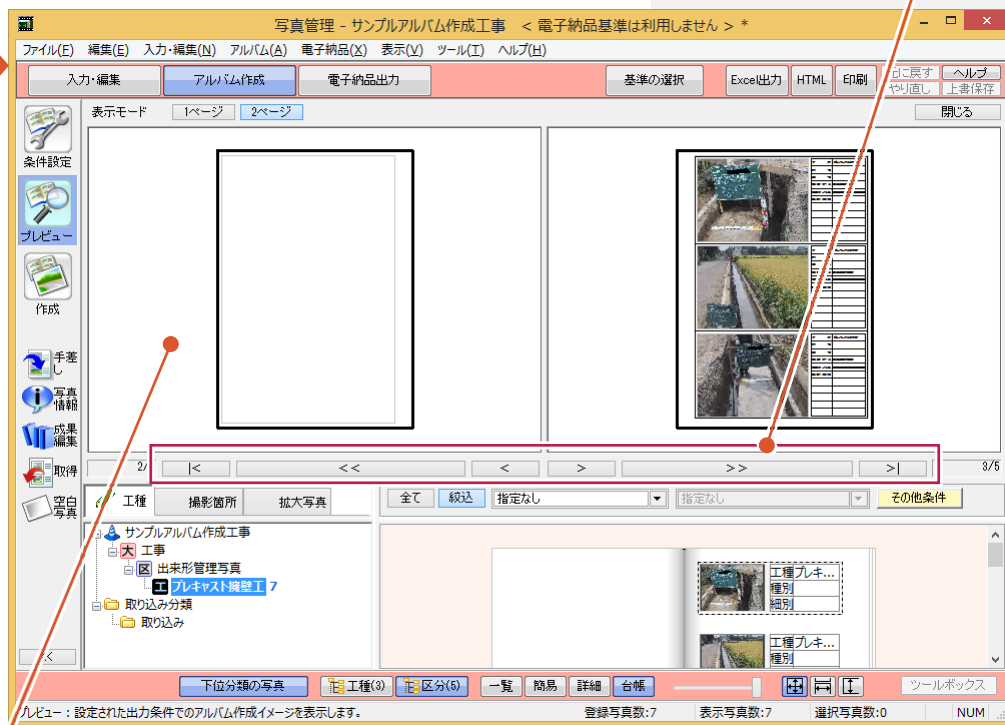 写真管理 - サンプルアルバム作成工事 < 電子納品基準は利用しません > *
ファイル(F) 編集(E) 入力・編集(N) アルバム(A) 電子納品(X) 表示(V) ツール(T) ヘルプ(H)
入力・編集 アルバム作成 電子納品出力 基準の選択 Excel出力 HTML 印刷 に戻す ヘルプ
やり直し 上書保存
表示モード 1ページ 2ページ 閉じる
条件設定
プレビュー
作成
手差し
写真情報
成果編集
取得
空白写真
2/ |< << < > >> >| 3/5
工種 撮影箇所 拡大写真 全て 絞込 指定なし 指定なし その他条件
サンプルアルバム作成工事
大 工事
区 出来形管理写真
工 プレキャスト擁壁工 7
取り込み分類
取り込み
工種プレキ...
種別
細別
工種プレキ...
種別
<
下位分類の写真 工種(3) 区分(5) 一覧 簡易 詳細 台帳 ツールボックス
プレビュー：設定された出力条件でのアルバム作成イメージを表示します。 登録写真数:7 表示写真数:7 選択写真数:0 NUM